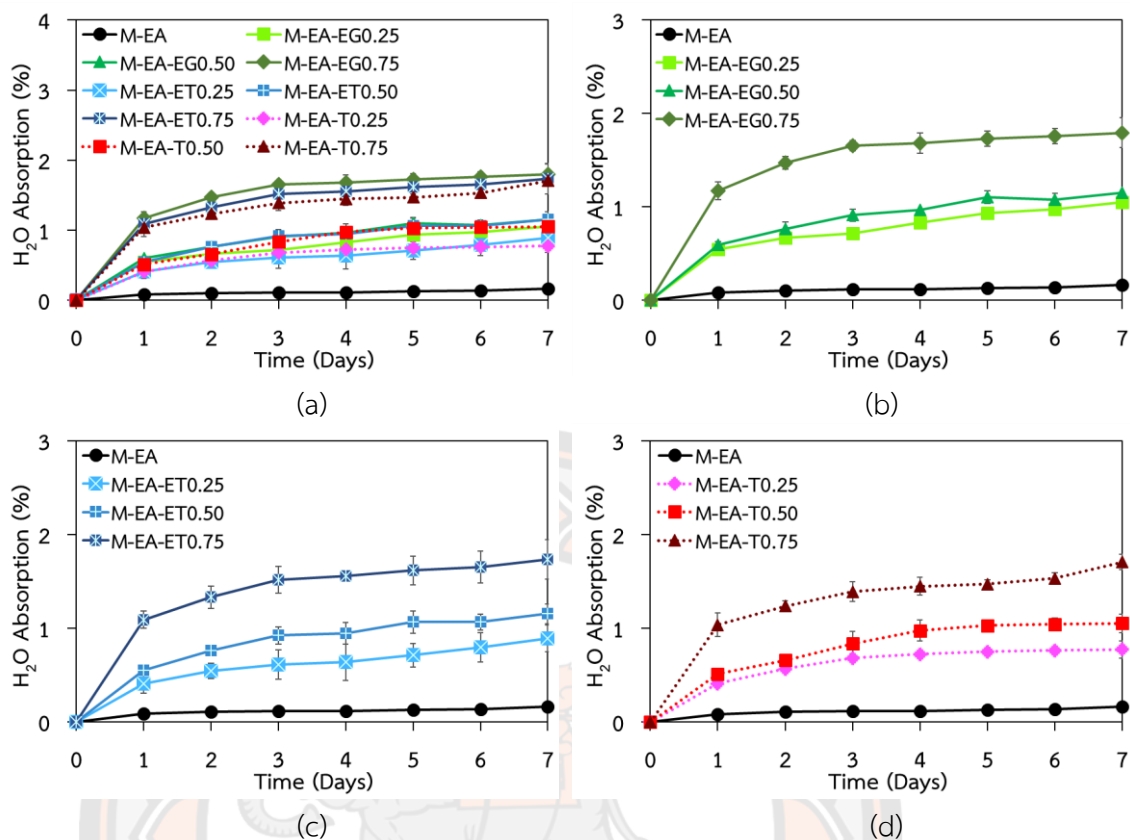 H₂O Absorption (%)
4
3
2
1
0
M-EA
M-EA-EG0.25
M-EA-EG0.50
M-EA-EG0.75
M-EA-ET0.25
M-EA-ET0.50
M-EA-ET0.75
M-EA-T0.25
M-EA-T0.50
M-EA-T0.75
0 1 2 3 4 5 6 7
Time (Days)
(a)
H₂O Absorption (%)
3
2
1
0
M-EA
M-EA-EG0.25
M-EA-EG0.50
M-EA-EG0.75
0 1 2 3 4 5 6 7
Time (Days)
(b)
H₂O Absorption (%)
3
2
1
0
M-EA
M-EA-ET0.25
M-EA-ET0.50
M-EA-ET0.75
0 1 2 3 4 5 6 7
Time (Days)
(c)
H₂O Absorption (%)
3
2
1
0
M-EA
M-EA-T0.25
M-EA-T0.50
M-EA-T0.75
0 1 2 3 4 5 6 7
Time (Days)
(d)